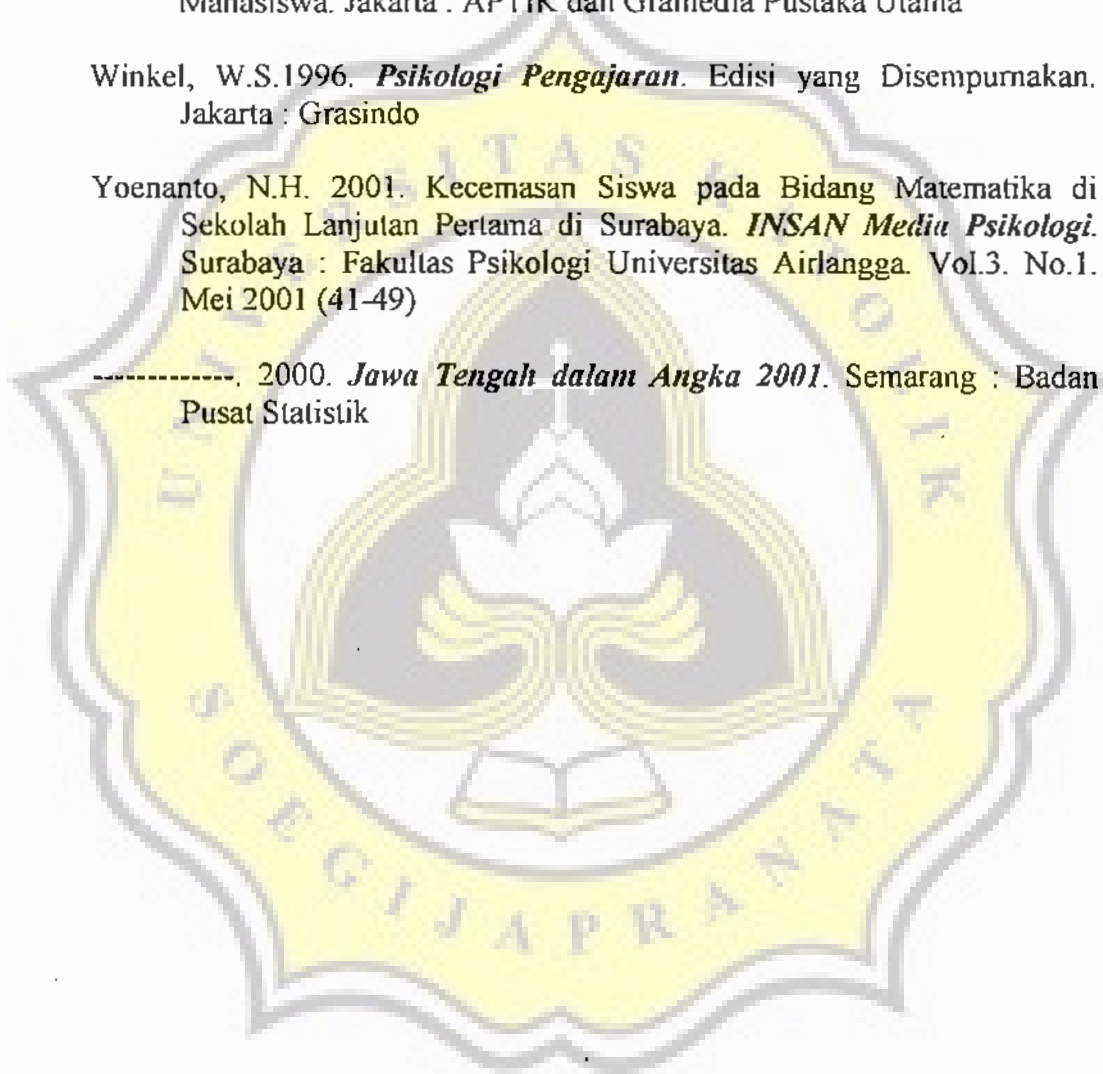 Mahasiswa. Jakarta : APTIK dan Gramedia Pustaka Utama
Winkel, W.S.1996. Psikologi Pengajaran. Edisi yang Disempurnakan.
Jakarta : Grasindo
Yoenanto, N.H. 2001. Kecemasan Siswa pada Bidang Matematika di
Sekolah Lanjutan Pertama di Surabaya. INSAN Media Psikologi.
Surabaya : Fakultas Psikologi Universitas Airlangga. Vol.3. No.1.
Mei 2001 (41-49)
-------------. 2000. Jawa Tengah dalam Angka 2001. Semarang : Badan
Pusat Statistik
UNIVERSITAS KATOLIK
SOEGIJAPRANATA